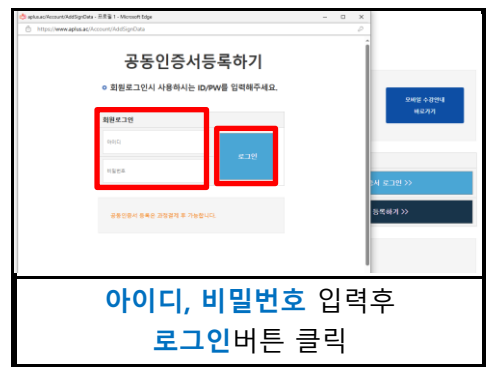 aplus.ac/Account/AddSignData - 프로필 1 - Microsoft Edge
https://www.aplus.ac/Account/AddSignData
공동인증서등록하기
회원로그인시 사용하시는 ID/PW를 입력해주세요.
모바일 수강안내
바로가기
회원로그인
아이디
로그인
비밀번호
서 로그인 >>
등록하기 >>
공동인증서 등록은 과정결제 후 가능합니다.
아이디, 비밀번호 입력후
로그인버튼 클릭